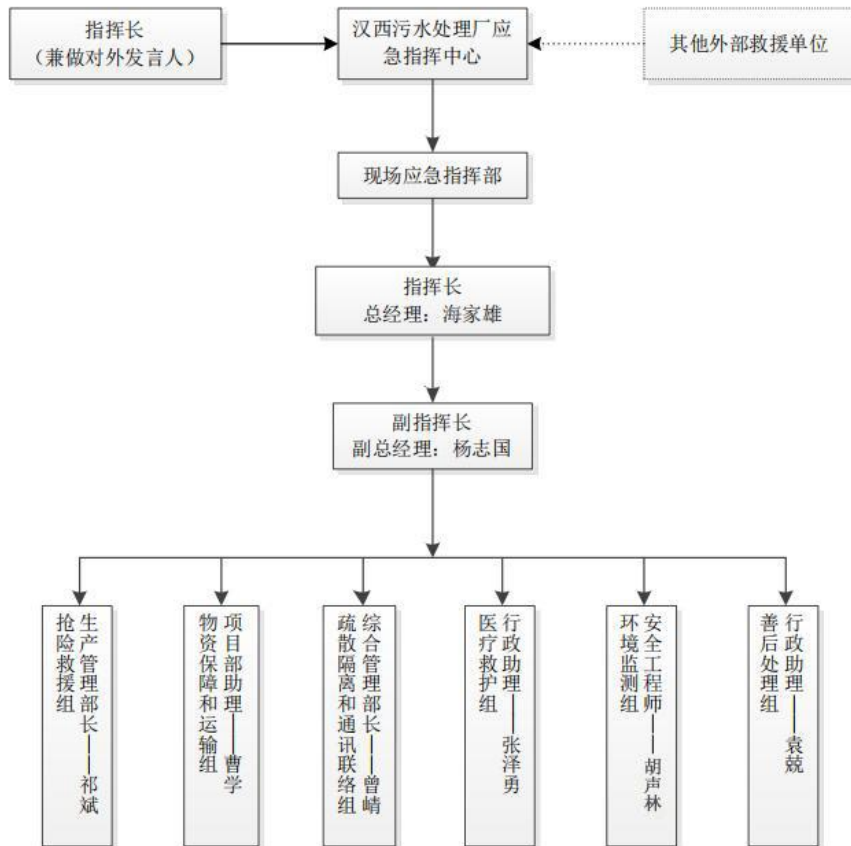 指挥长
（兼做对外发言人）
汉西污水处理厂应
急指挥中心
其他外部救援单位
现场应急指挥部
指挥长
总经理：海家雄
副指挥长
副总经理：杨志国
生产管理部长——祁斌
抢险救援组
项目部助理——曹学
物资保障和运输组
综合管理部长——曾崝
疏散隔离和通讯联络组
行政助理——张泽勇
医疗救护组
安全工程师——胡声林
环境监测组
行政助理——袁兢
善后处理组